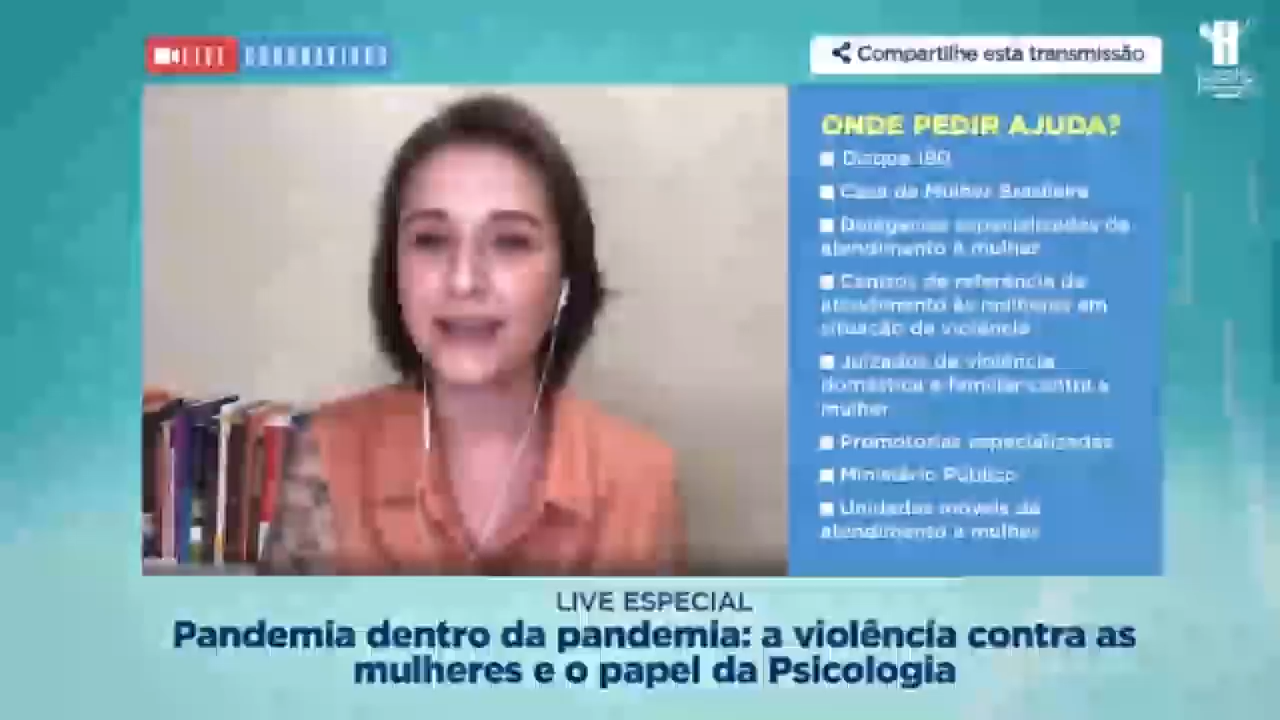 LIVE CORONAVÍRUS
Compartilhe esta transmissão
ONDE PEDIR AJUDA?
Disque 180
Casa da Mulher Brasileira
Delegacias especializadas de
atendimento à mulher
Centros de referência de
atendimento às mulheres em
situação de violência
Juizados de violência
doméstica e familiar contra a
mulher
Promotorias especializadas
Ministério Público
Unidades móveis de
atendimento a mulher
LIVE ESPECIAL
Pandemia dentro da pandemia: a violência contra as
mulheres e o papel da Psicologia